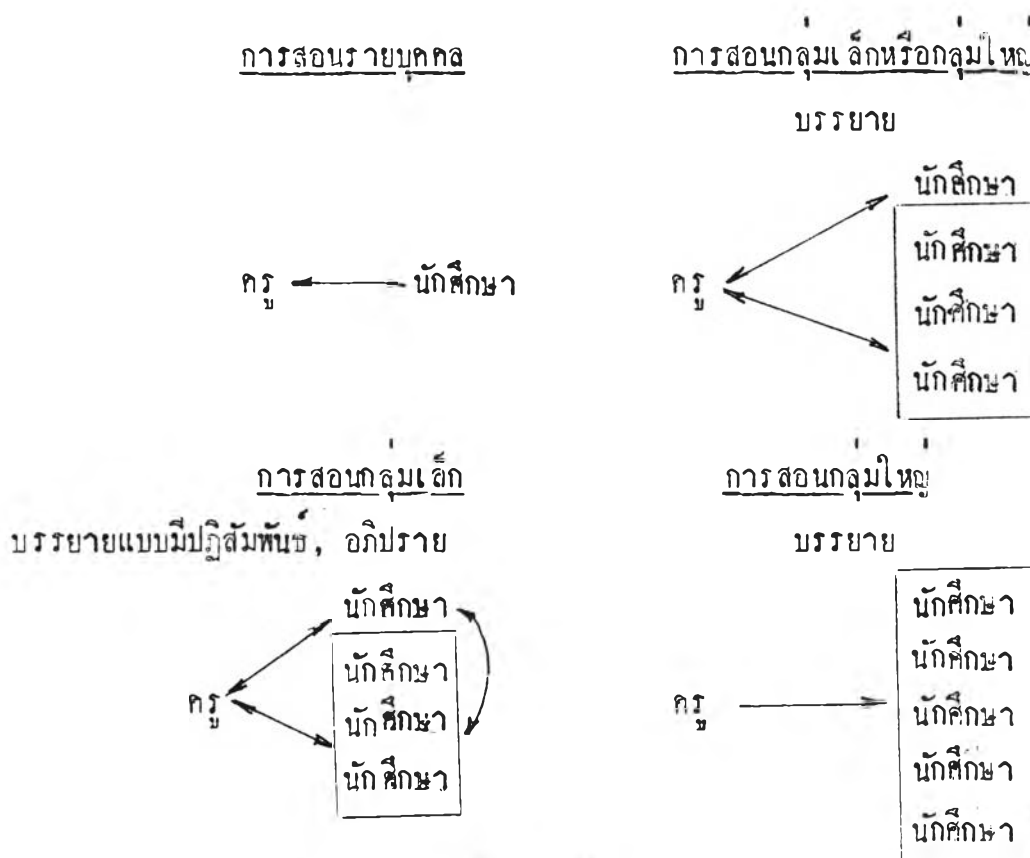 การสอนรายบุคคล
การสอนกลุ่มเล็กหรือกลุ่มใหญ่
บรรยาย
ครู
นักศึกษา
ครู
นักศึกษา
นักศึกษา
นักศึกษา
นักศึกษา
การสอนกลุ่มเล็ก
บรรยายแบบมีปฏิสัมพันธ์, อภิปราย
ครู
นักศึกษา
นักศึกษา
นักศึกษา
นักศึกษา
การสอนกลุ่มใหญ่
บรรยาย
ครู
นักศึกษา
นักศึกษา
นักศึกษา
นักศึกษา
นักศึกษา